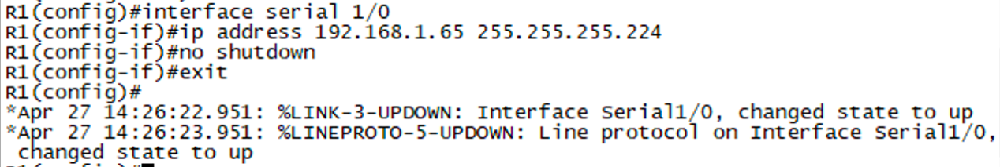 R1(config)#interface serial 1/0
R1(config-if)#ip address 192.168.1.65 255.255.255.224
R1(config-if)#no shutdown
R1(config-if)#exit
R1(config)#
*Apr 27 14:26:22.951: %LINK-3-UPDOWN: Interface Serial1/0, changed state to up
*Apr 27 14:26:23.951: %LINEPROTO-5-UPDOWN: Line protocol on Interface Serial1/0,
changed state to up
R1(config)#